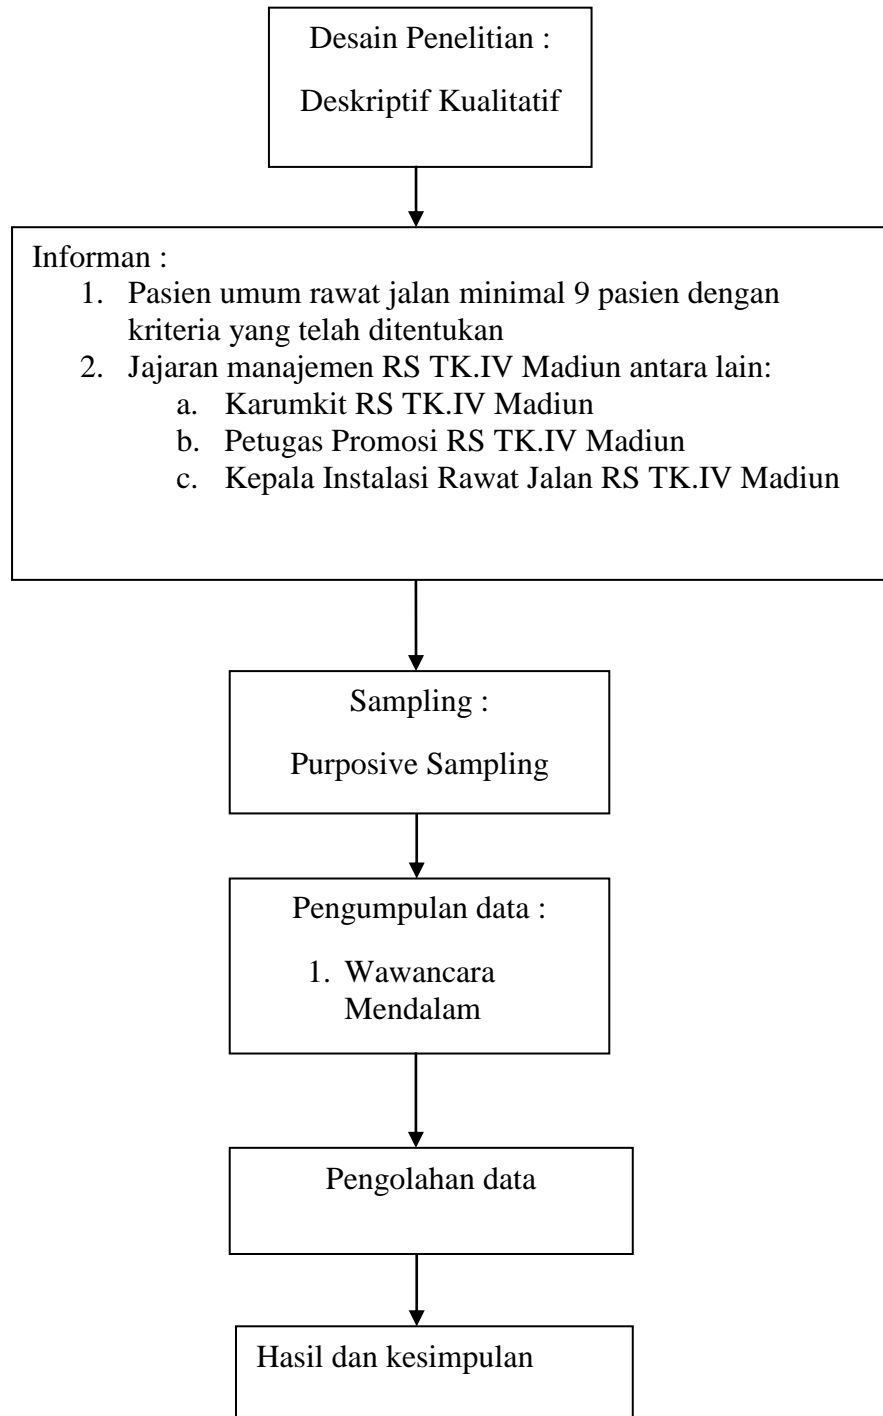 Desain Penelitian :
Deskriptif Kualitatif
Informan :
1. Pasien umum rawat jalan minimal 9 pasien dengan
kriteria yang telah ditentukan
2. Jajaran manajemen RS TK.IV Madiun antara lain:
a. Karumkit RS TK.IV Madiun
b. Petugas Promosi RS TK.IV Madiun
c. Kepala Instalasi Rawat Jalan RS TK.IV Madiun
Sampling :
Purposive Sampling
Pengumpulan data :
1. Wawancara
Mendalam
Pengolahan data
Hasil dan kesimpulan